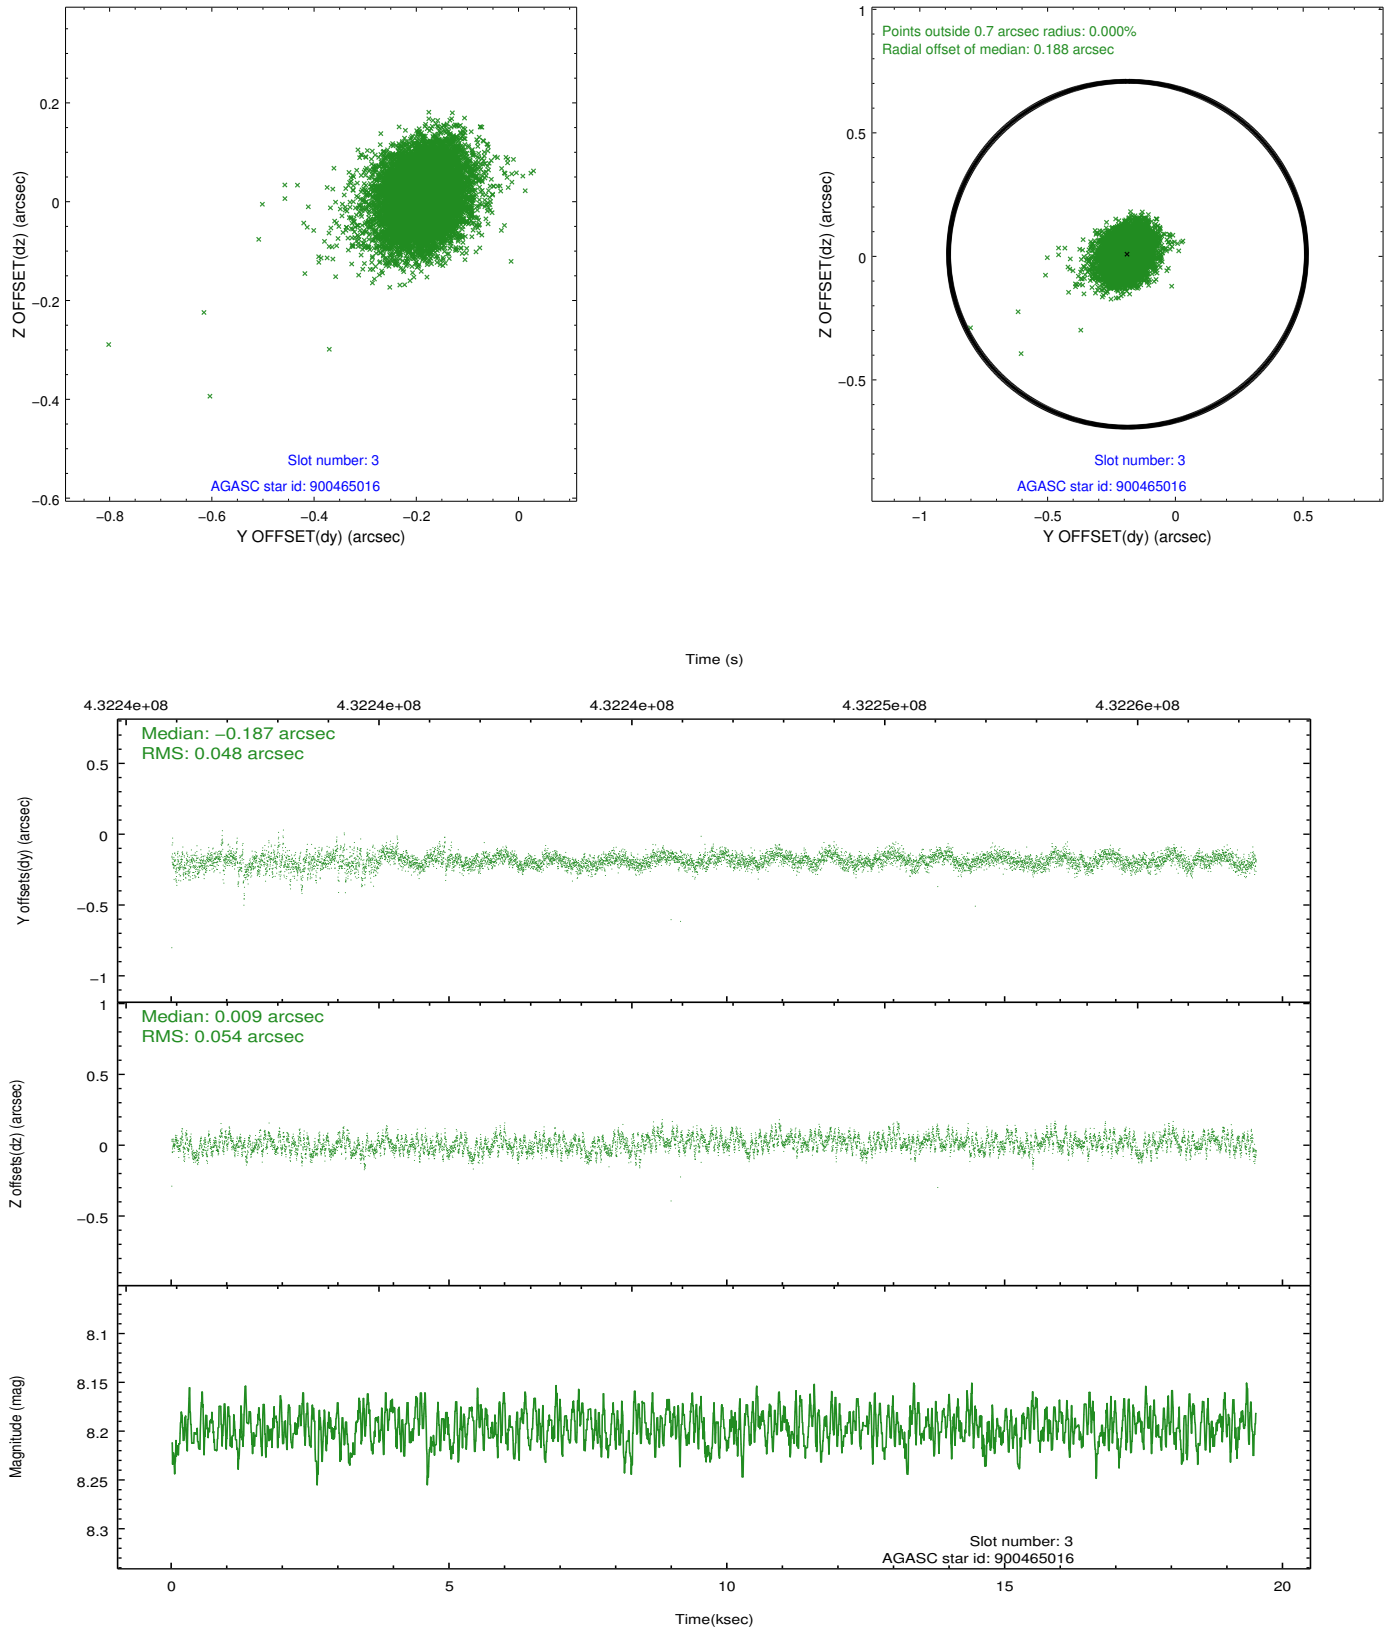 0.2
0
−0.2
−0.4
−0.6
−0.8
−0.6
−0.4
−0.2
0
Z OFFSET(dz) (arcsec)
Y OFFSET(dy) (arcsec)
Slot number: 3
AGASC star id: 900465016
Points outside 0.7 arcsec radius: 0.000%
Radial offset of median: 0.188 arcsec
1
0.5
0
−0.5
−1
−0.5
0
0.5
Z OFFSET(dz) (arcsec)
Y OFFSET(dy) (arcsec)
Slot number: 3
AGASC star id: 900465016
Time (s)
4.3224e+08
4.3224e+08
4.3224e+08
4.3225e+08
4.3226e+08
Median: −0.187 arcsec
RMS: 0.048 arcsec
0.5
0
−0.5
−1
Y offsets(dy) (arcsec)
Median: 0.009 arcsec
RMS: 0.054 arcsec
1
0.5
0
−0.5
Z offsets(dz) (arcsec)
8.1
8.15
8.2
8.25
8.3
Magnitude (mag)
Slot number: 3
AGASC star id: 900465016
0
5
10
15
20
Time(ksec)